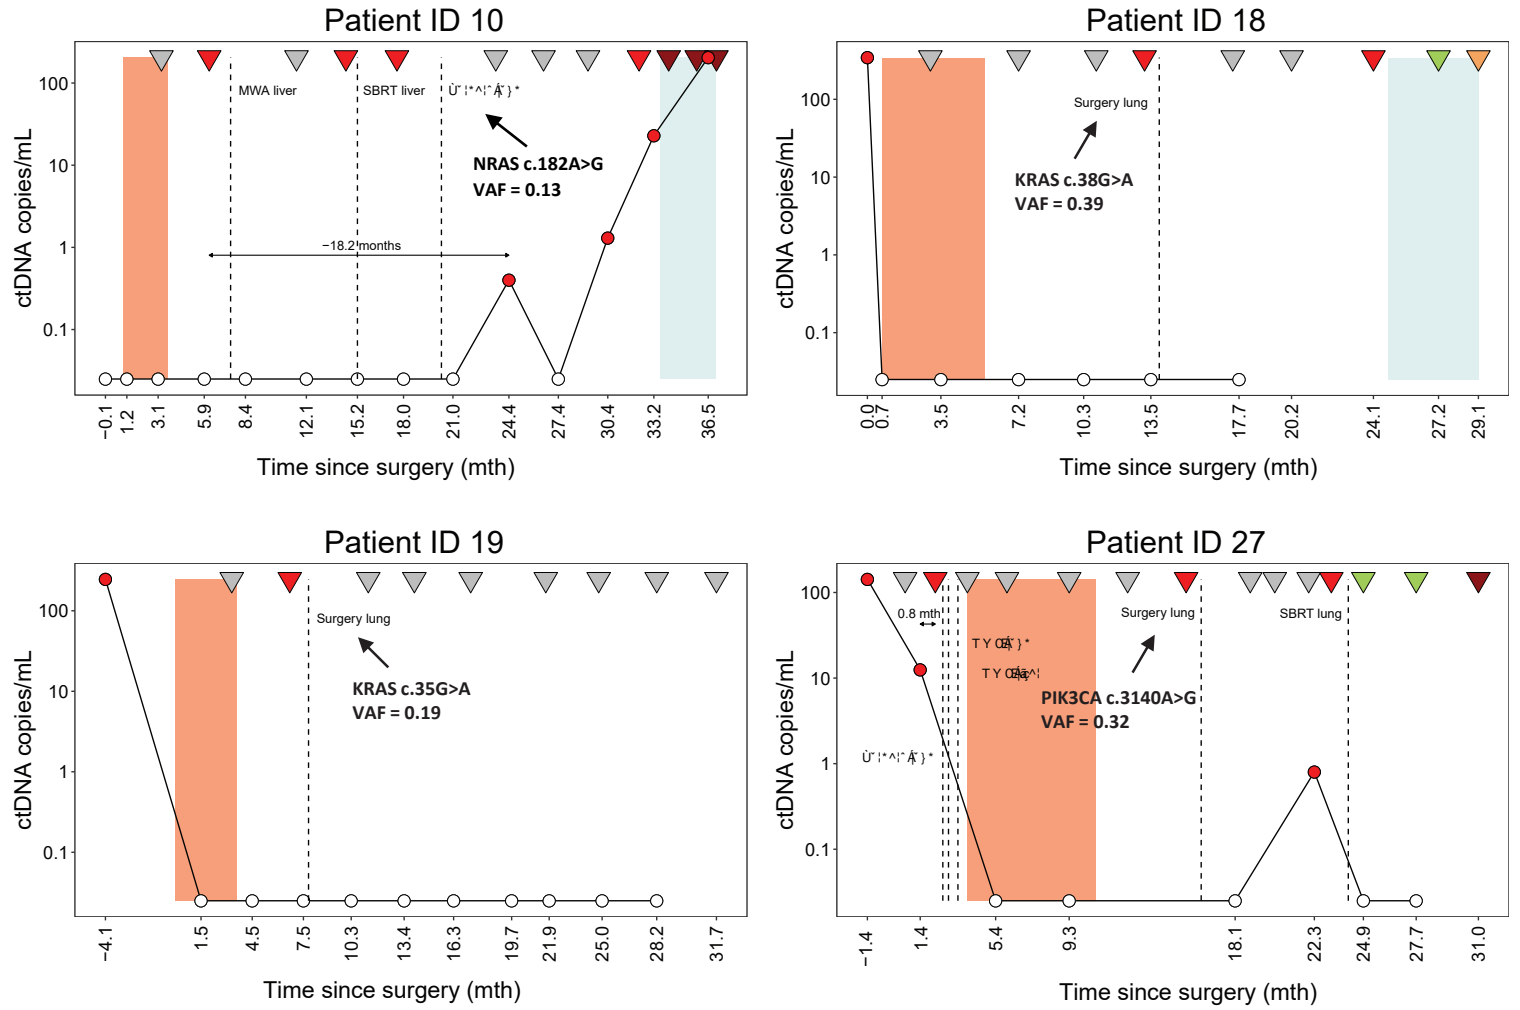 Patient ID 10
ctDNA copies/mL
100
10
1
0.1
MWA liver
SBRT liver
NRAS c.182A>G
VAF = 0.13
−18.2 months
−0.1
1.2
3.1
5.9
8.4
12.1
15.2
18.0
21.0
24.4
27.4
30.4
33.2
36.5
Time since surgery (mth)
Patient ID 18
ctDNA copies/mL
100
10
1
0.1
Surgery lung
KRAS c.38G>A
VAF = 0.39
0.0
0.7
3.5
7.2
10.3
13.5
17.7
20.2
24.1
27.2
29.1
Time since surgery (mth)
Patient ID 19
ctDNA copies/mL
100
10
1
0.1
Surgery lung
KRAS c.35G>A
VAF = 0.19
−4.1
1.5
4.5
7.5
10.3
13.4
16.3
19.7
21.9
25.0
28.2
31.7
Time since surgery (mth)
Patient ID 27
ctDNA copies/mL
100
10
1
0.1
0.8 mth
Surgery lung
SBRT lung
PIK3CA c.3140A>G
VAF = 0.32
−1.4
1.4
5.4
9.3
18.1
22.3
24.9
27.7
31.0
Time since surgery (mth)